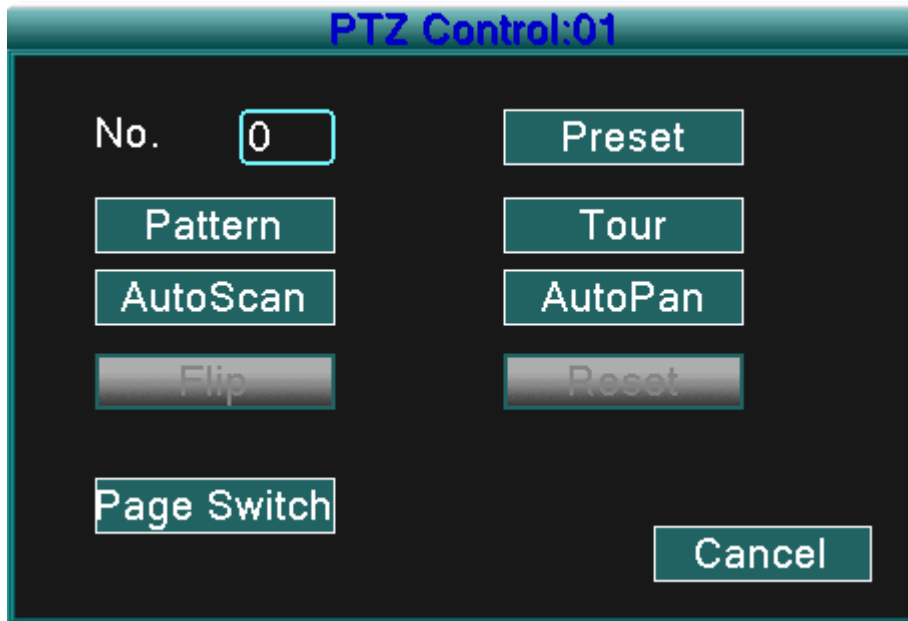 PTZ Control:01
No. 0 Preset
Pattern Tour
AutoScan AutoPan
Flip Reset
Page Switch
Cancel